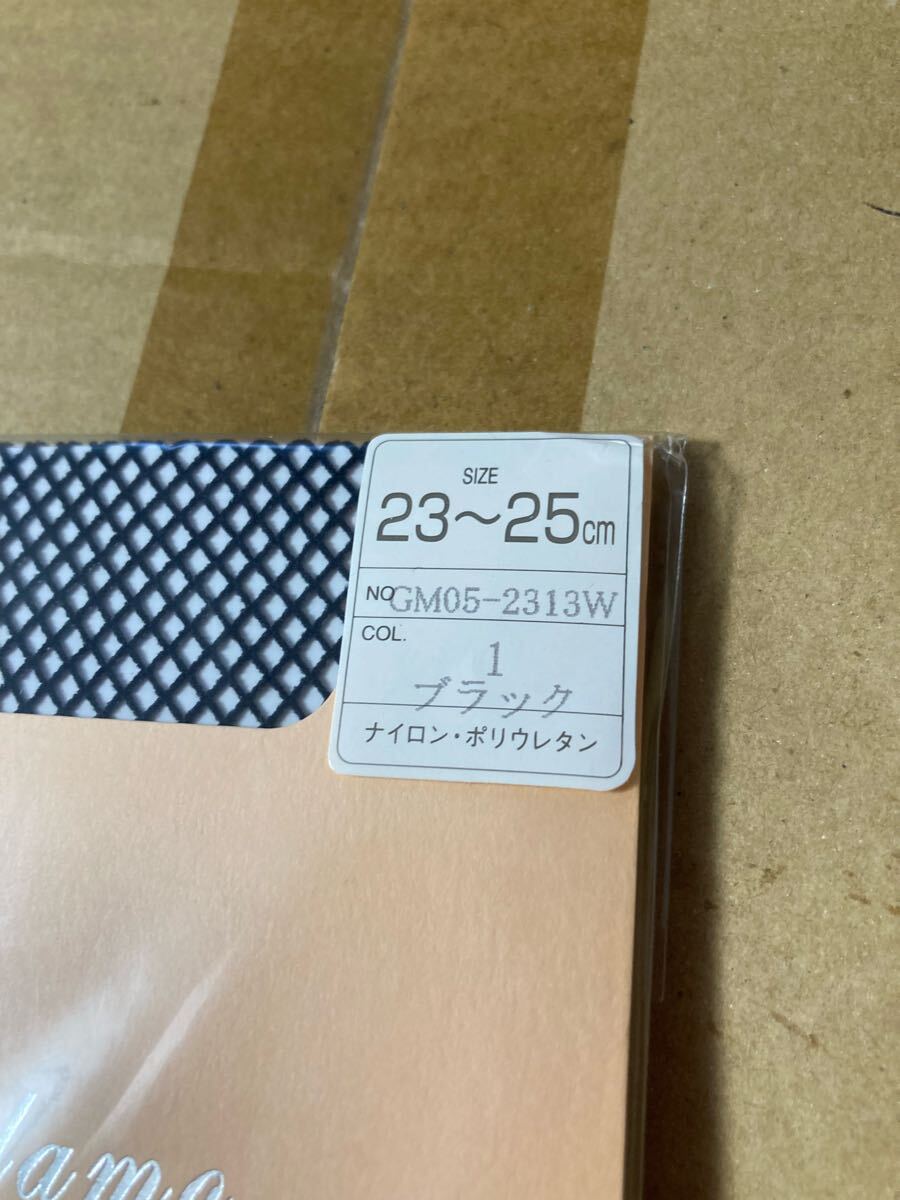 SIZE
23～25cm
NO GM05-2313W
COL.
1
ブラック
ナイロン・ポリウレタン